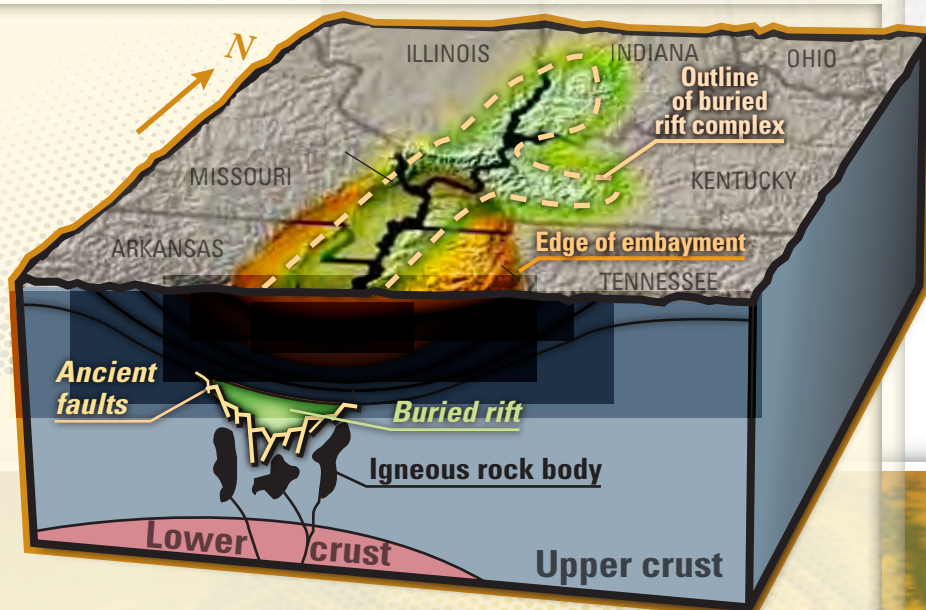 N
ILLINOIS
INDIANA
OHIO
Outline
of buried
rift complex
MISSOURI
KENTUCKY
ARKANSAS
Edge of embayment
TENNESSEE
Ancient
faults
Buried rift
Igneous rock body
Lower crust
Upper crust